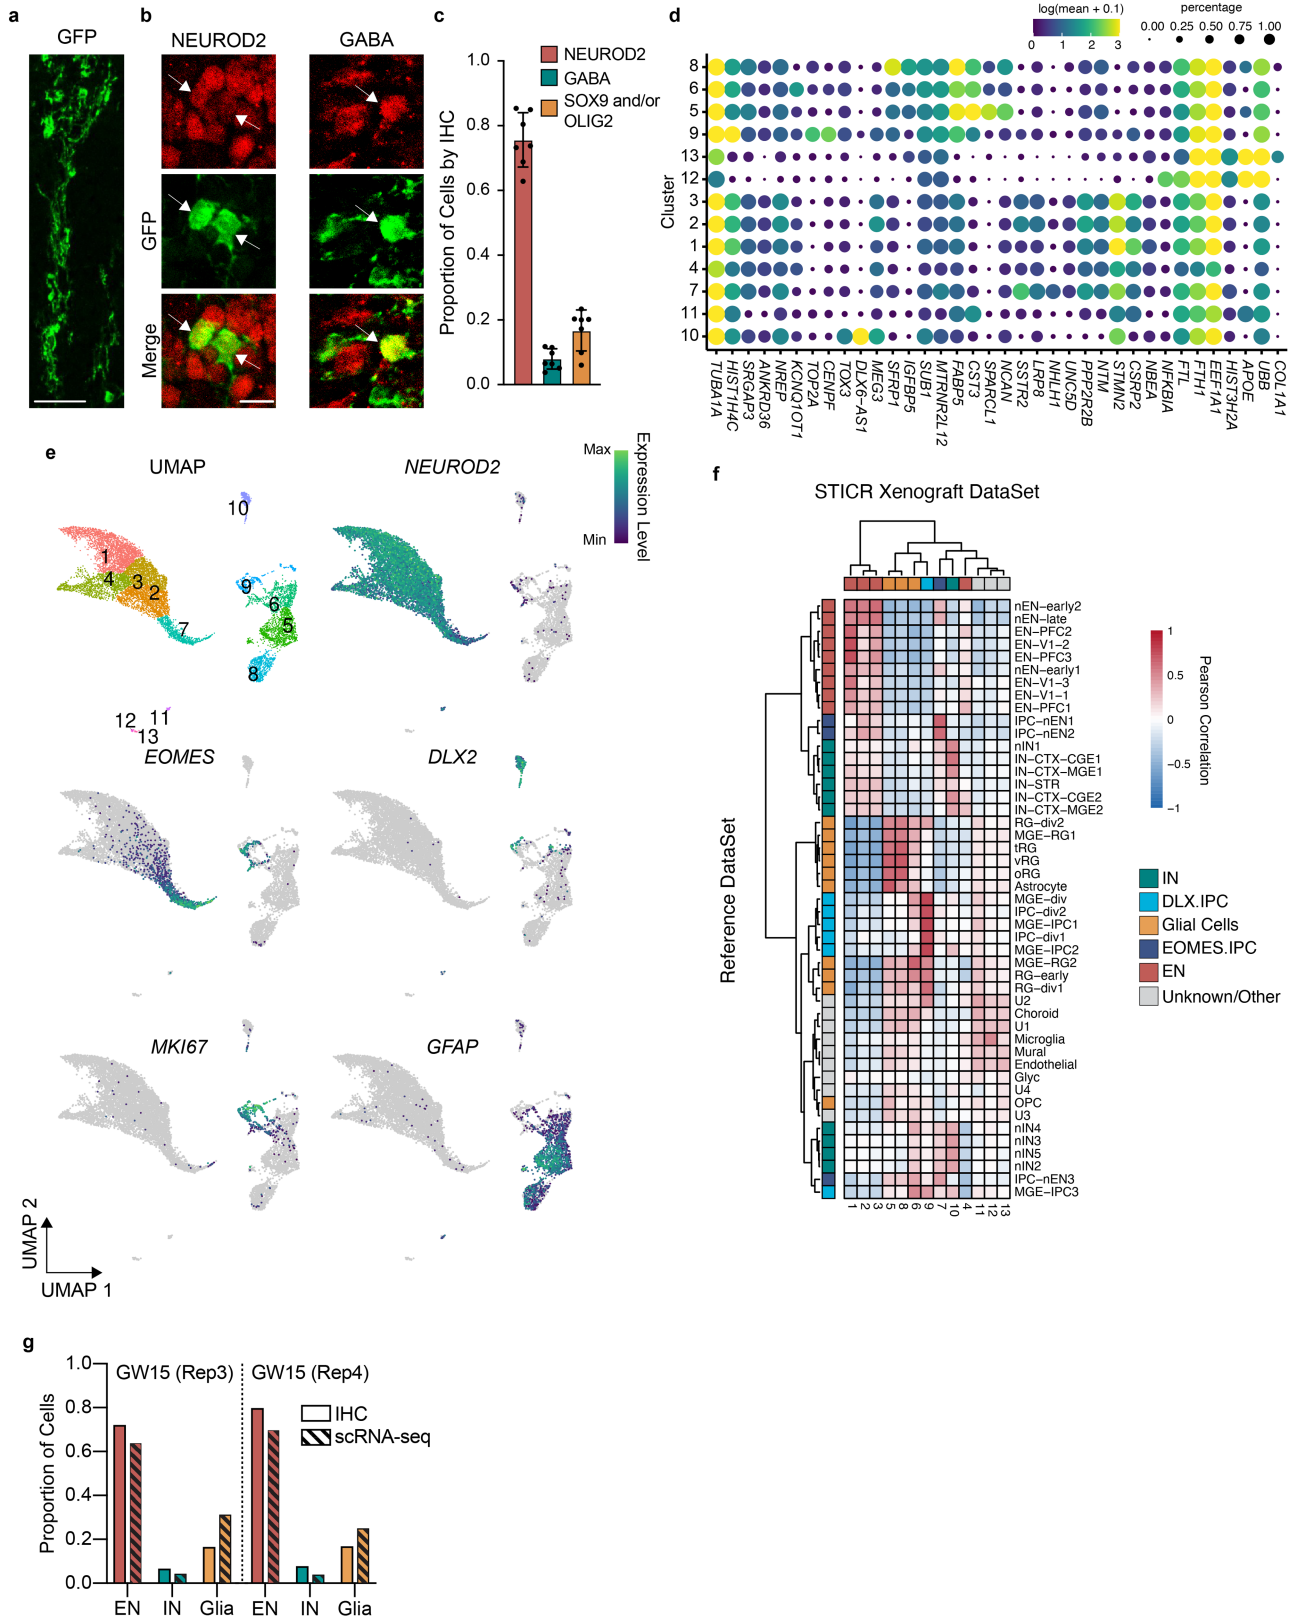 a
GFP
b
NEUROD2
GABA
GFP
Merge
c
Proportion of Cells by IHC
1.0
0.8
0.6
0.4
0.2
0.0
NEUROD2
GABA
SOX9 and/or
OLIG2
d
log(mean + 0.1)
0 1 2 3
percentage
0.00 0.25 0.50 0.75 1.00
Cluster
8
6
5
9
13
12
3
2
1
4
7
11
10
TUBA1A
HIST1H4C
SRGAP3
ANKRD36
NREP
KCNQ1OT1
TOP2A
CENPF
TOX3
DLX6-AS1
MEG3
SFRP1
IGFBP5
SUB1
MTRNR2L12
FABP5
CST3
SPARCL1
NCAN
SSTR2
LRP8
NHLH1
UNC5D
PPP2R2B
NTM
STMN2
CSRP2
NBEA
NFKBIA
FTL
FTH1
EEF1A1
HIST3H2A
APOE
UBB
COL1A1
e
UMAP
NEUROD2
Max
Min
Expression Level
10
1
4
3
2
7
9
6
5
8
12
11
13
EOMES
DLX2
MKI67
GFAP
UMAP 2
UMAP 1
f
STICR Xenograft DataSet
Reference DataSet
nEN−early2
nEN−late
EN−PFC2
EN−V1−2
EN−PFC3
nEN−early1
EN−V1−3
EN−V1−1
EN−PFC1
IPC−nEN1
IPC−nEN2
nIN1
IN−CTX−CGE1
IN−CTX−MGE1
IN−STR
IN−CTX−CGE2
IN−CTX−MGE2
RG−div2
MGE−RG1
tRG
vRG
oRG
Astrocyte
MGE−div
IPC−div2
MGE−IPC1
IPC−div1
MGE−IPC2
MGE−RG2
RG−early
RG−div1
U2
Choroid
U1
Microglia
Mural
Endothelial
Glyc
U4
OPC
U3
nIN4
nIN3
nIN5
nIN2
IPC−nEN3
MGE−IPC3
1 2 3 5 8 6 9 7 10 4 11 12 13
1
0.5
0
−0.5
−1
Pearson Correlation
IN
DLX.IPC
Glial Cells
EOMES.IPC
EN
Unknown/Other
g
Proportion of Cells
1.0
0.8
0.6
0.4
0.2
0.0
GW15 (Rep3)
GW15 (Rep4)
IHC
scRNA-seq
EN IN Glia EN IN Glia